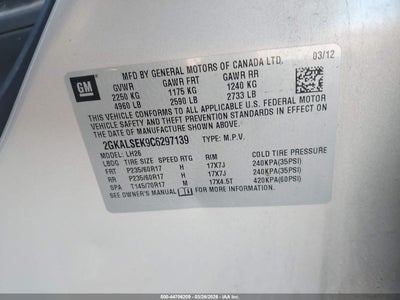 GM
MFD BY GENERAL MOTORS OF CANADA LTD. 03/12
GVWR GAWR FRT GAWR RR
2250 KG 1175 KG 1240 KG
4960 LB 2590 LB 2733 LB
THIS VEHICLE CONFORMS TO ALL APPLICABLE U.S. FEDERAL MOTOR
VEHICLE SAFETY, BUMPER, AND THEFT PREVENTION STANDARDS IN
EFFECT ON THE DATE OF MANUFACTURE SHOWN ABOVE.
2GKALSEK9C6297139 TYPE: M.P.V.
MODEL: LH26
LBDG TIRE SIZE SPEED RTG RIM COLD TIRE PRESSURE
FRT P235/60R17 H 17X7J 240KPA(35PSI)
RR P235/60R17 H 17X7J 240KPA(35PSI)
SPA T145/70R17 M 17X4.5T 420KPA(60PSI)
SEE OWNER'S MANUAL FOR ADDITIONAL INFORMATION.